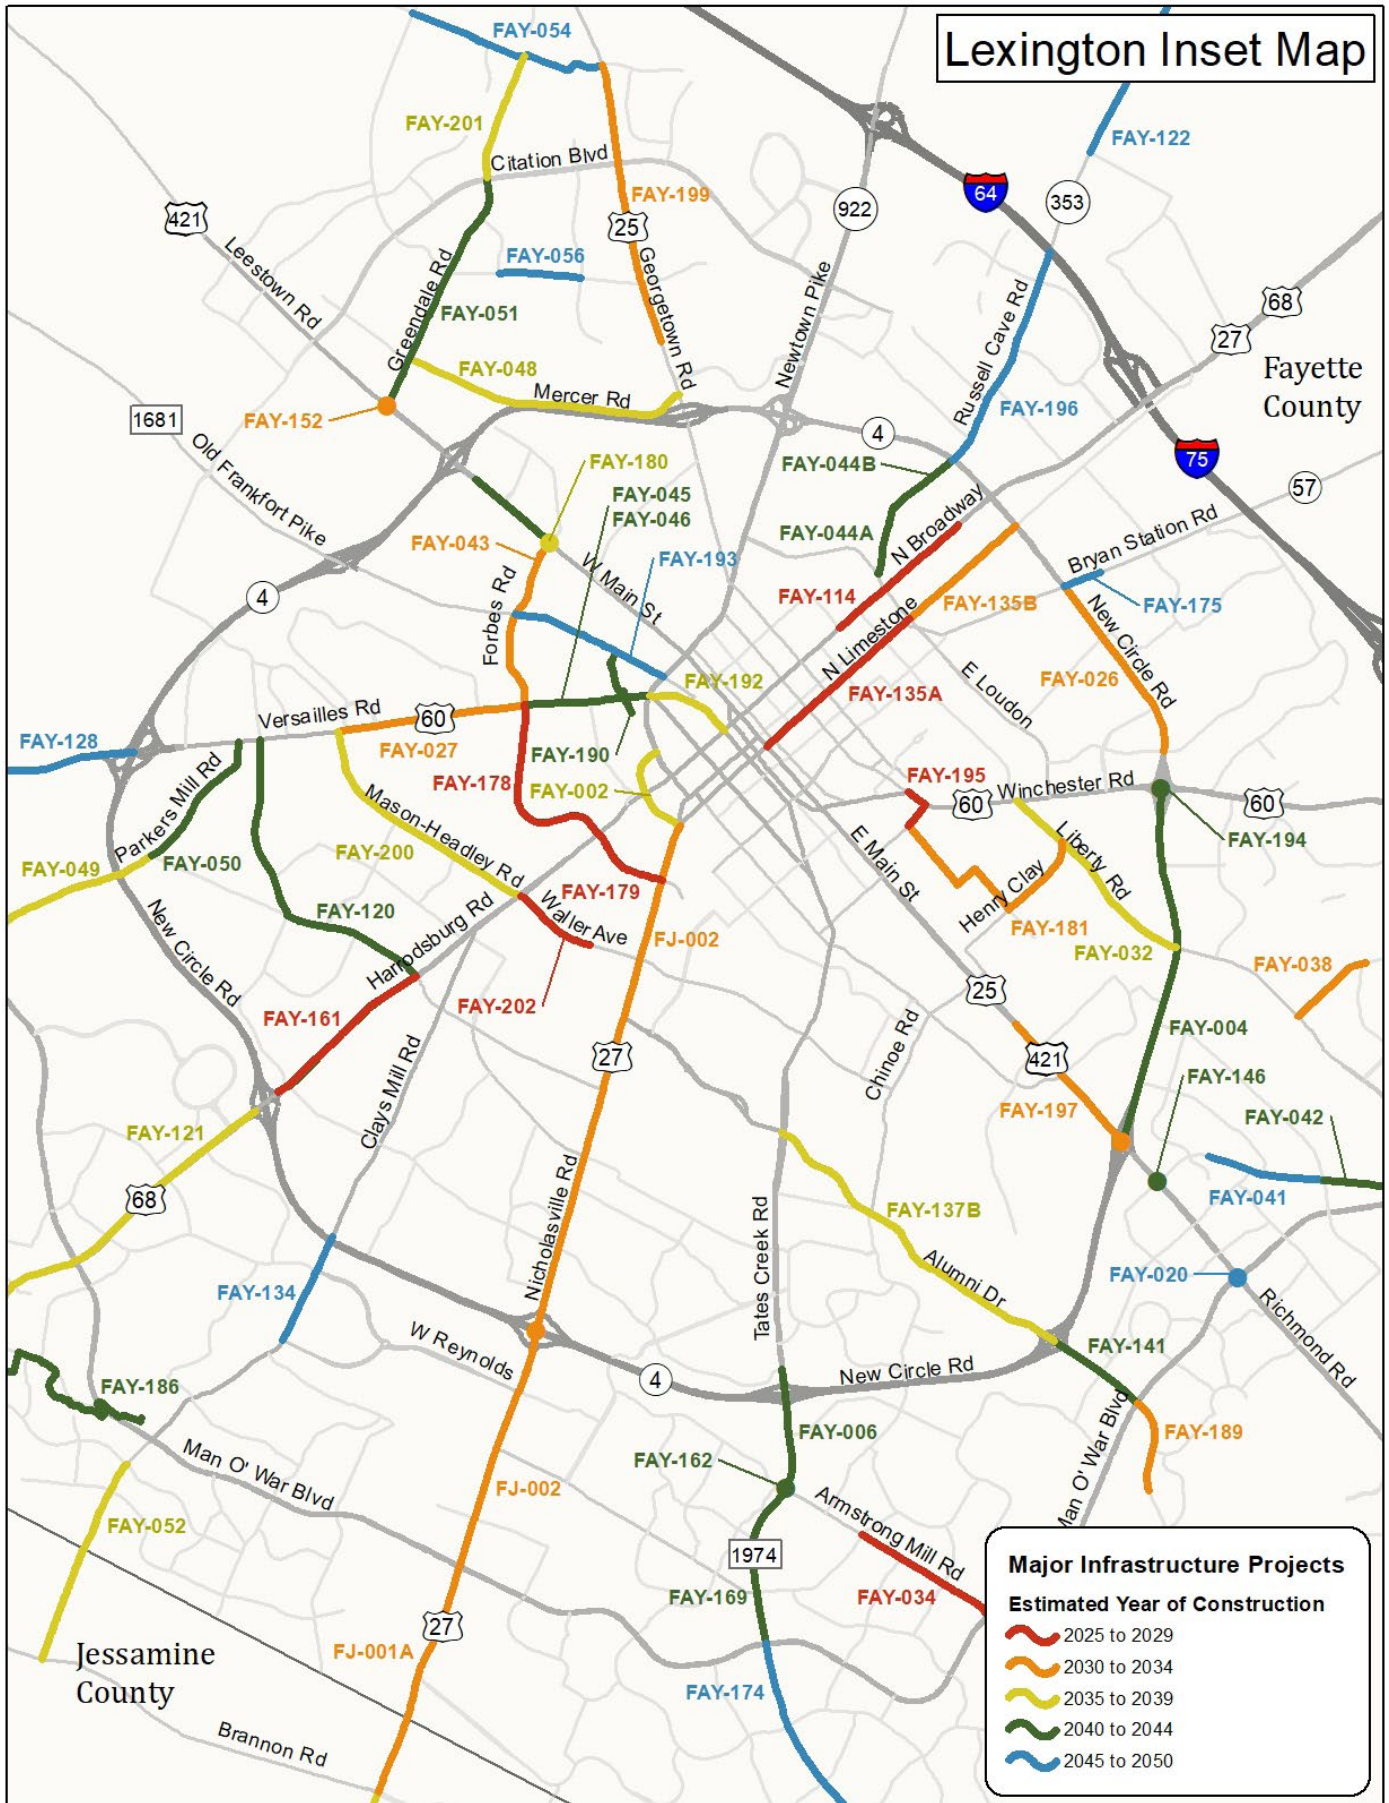 Lexington Inset Map
FAY-054
FAY-122
FAY-201
Citation Blvd
FAY-199
64
353
922
421
25
Leestown Rd
FAY-056
Greendale Rd
Georgetown Rd
Newtown Pike
Russell Cave Rd
68
27
FAY-051
Fayette
County
FAY-048
Mercer Rd
FAY-152
1681
FAY-196
4
Old Frankfort Pike
FAY-044B
FAY-180
75
57
FAY-045
FAY-046
N Broadway
FAY-044A
Bryan Station Rd
FAY-043
FAY-193
W Main St
4
Forbes Rd
FAY-114
FAY-135B
FAY-175
New Circle Rd
N Limestone
E Loudon
FAY-026
FAY-192
FAY-135A
Versailles Rd
60
FAY-027
FAY-128
FAY-190
FAY-178
FAY-002
Parkers Mill Rd
FAY-195
60
Winchester Rd
60
Mason-Headley Rd
FAY-194
E Main St
Liberty Rd
FAY-200
FAY-049
FAY-050
FAY-179
Henry Clay
FAY-120
Waller Ave
FJ-002
FAY-181
New Circle Rd
Harrodsburg Rd
FAY-032
FAY-038
25
FAY-202
FAY-161
FAY-004
Chinoe Rd
27
421
Clays Mill Rd
FAY-146
FAY-197
FAY-042
FAY-121
68
Nicholasville Rd
FAY-041
FAY-137B
Tates Creek Rd
Alumni Dr
FAY-020
FAY-134
Richmond Rd
W Reynolds
FAY-141
New Circle Rd
4
FAY-186
Man O' War Blvd
FAY-006
FAY-189
FAY-162
Man O' War Blvd
FJ-002
Armstrong Mill Rd
FAY-052
1974
FAY-169
FAY-034
27
FJ-001A
Jessamine
County
FAY-174
Brannon Rd
Major Infrastructure Projects
Estimated Year of Construction
2025 to 2029
2030 to 2034
2035 to 2039
2040 to 2044
2045 to 2050